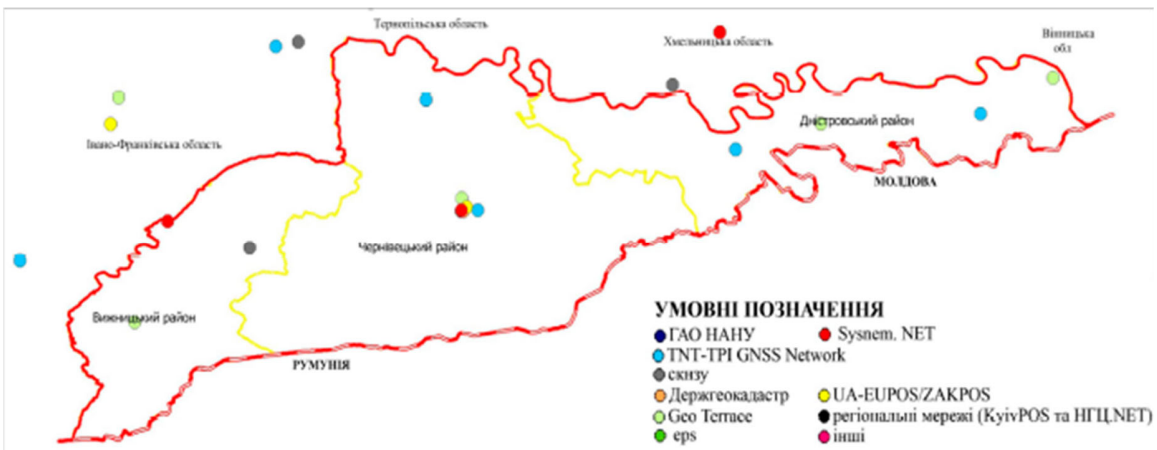 Тернопільська область
Хмельницька область
Вінницька
обл
Івано-Франківська область
Дністровський район
МОЛДОВА
Чернівецький район
Вижницький район
РУМУНІЯ
УМОВНІ ПОЗНАЧЕННЯ
ГАО НАНУ
Sysnem. NET
TNT-TPI GNSS Network
скнзу
Держгеокадастр
UA-EUPOS/ZAKPOS
Geo Terrace
регіональні мережі (KyivPOS та НГЦ.NET)
eps
інші